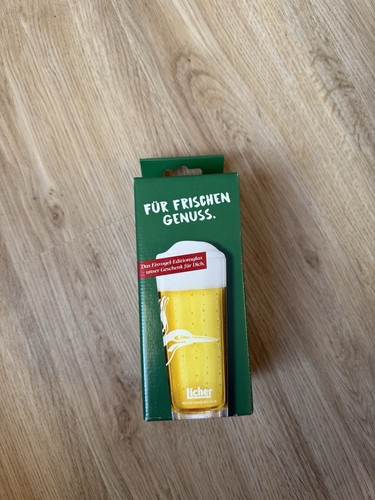 FÜR FRISCHEN
GENUSS.
Das Eisvogel-Editionsglas
unser Geschenk für Dich.
licher